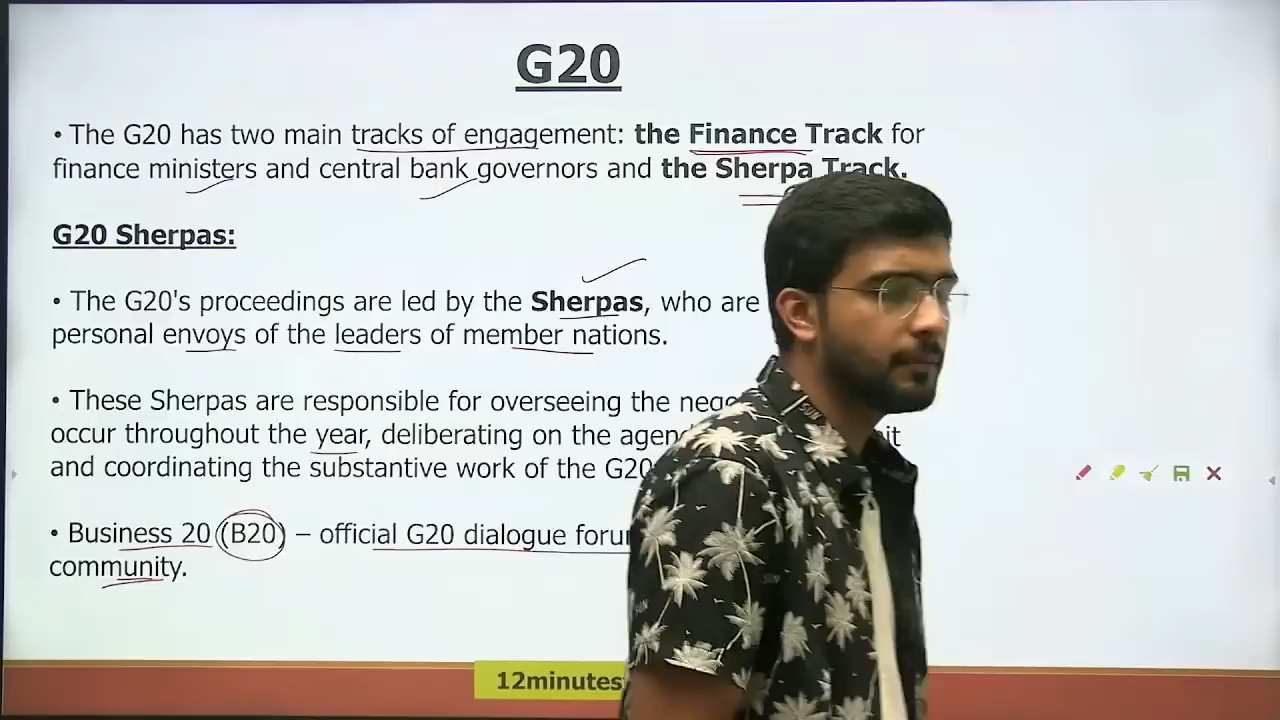 G20
• The G20 has two main tracks of engagement: the Finance Track for
finance ministers and central bank governors and the Sherpa Track.
G20 Sherpas:
• The G20's proceedings are led by the Sherpas, who are
personal envoys of the leaders of member nations.
• These Sherpas are responsible for overseeing the
occur throughout the year, deliberating on the
and coordinating the substantive work of the G20
• Business 20 (B20) – official G20 dialogue
community.
12minutes
SUN